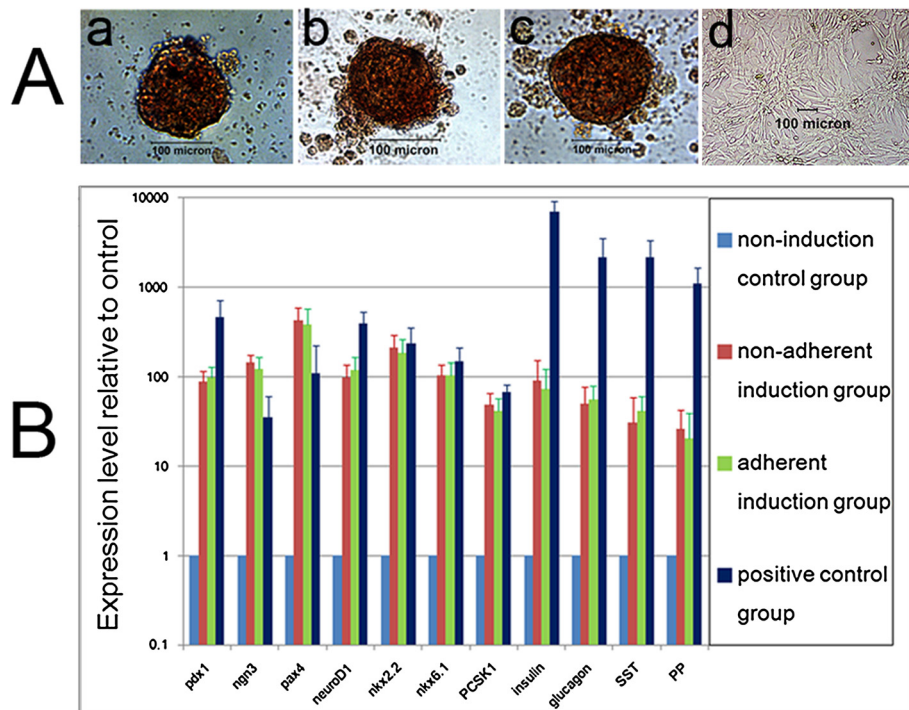 A
a
b
c
d
100 micron
100 micron
100 micron
100 micron
B
Expression level relative to ontrol
10000
1000
100
10
1
0.1
pdx1
ngn3
pax4
neuroD1
nkx2.2
nkx6.1
PCSK1
insulin
glucagon
SST
PP
non-induction
control group
non-adherent
induction group
adherent
induction group
positive control
group